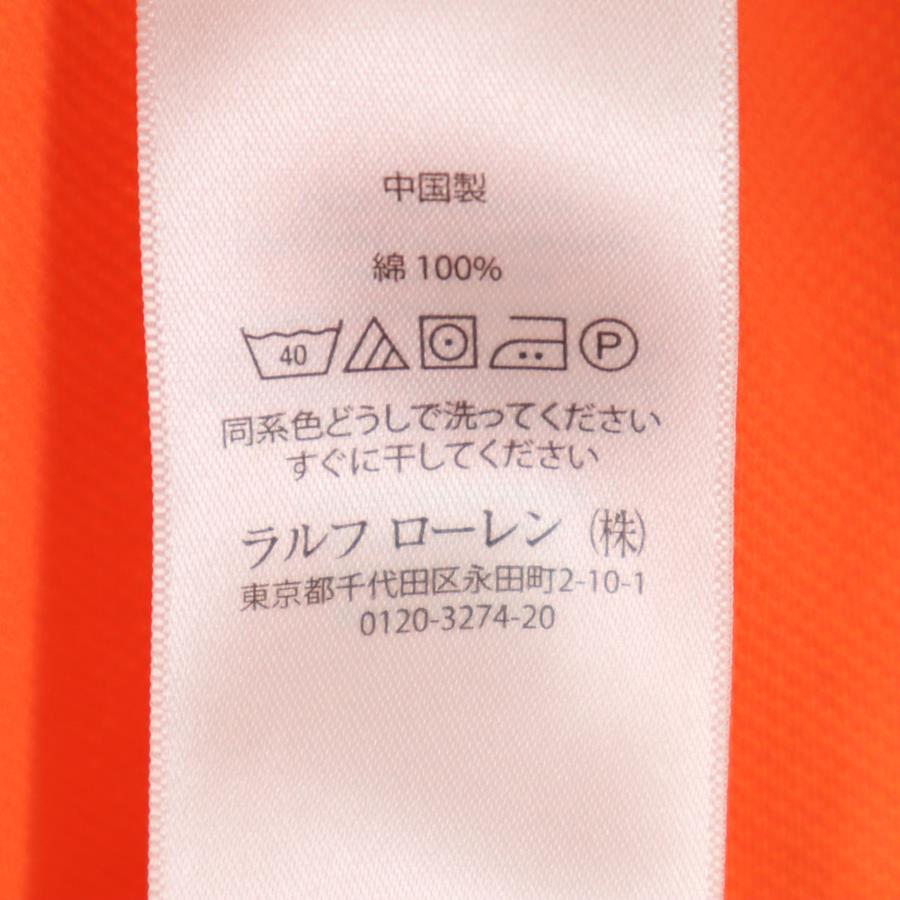 中国製
綿 100%
40 P
同系色どうしで洗ってください
すぐに干してください
ラルフ ローレン (株)
東京都千代田区永田町2-10-1
0120-3274-20